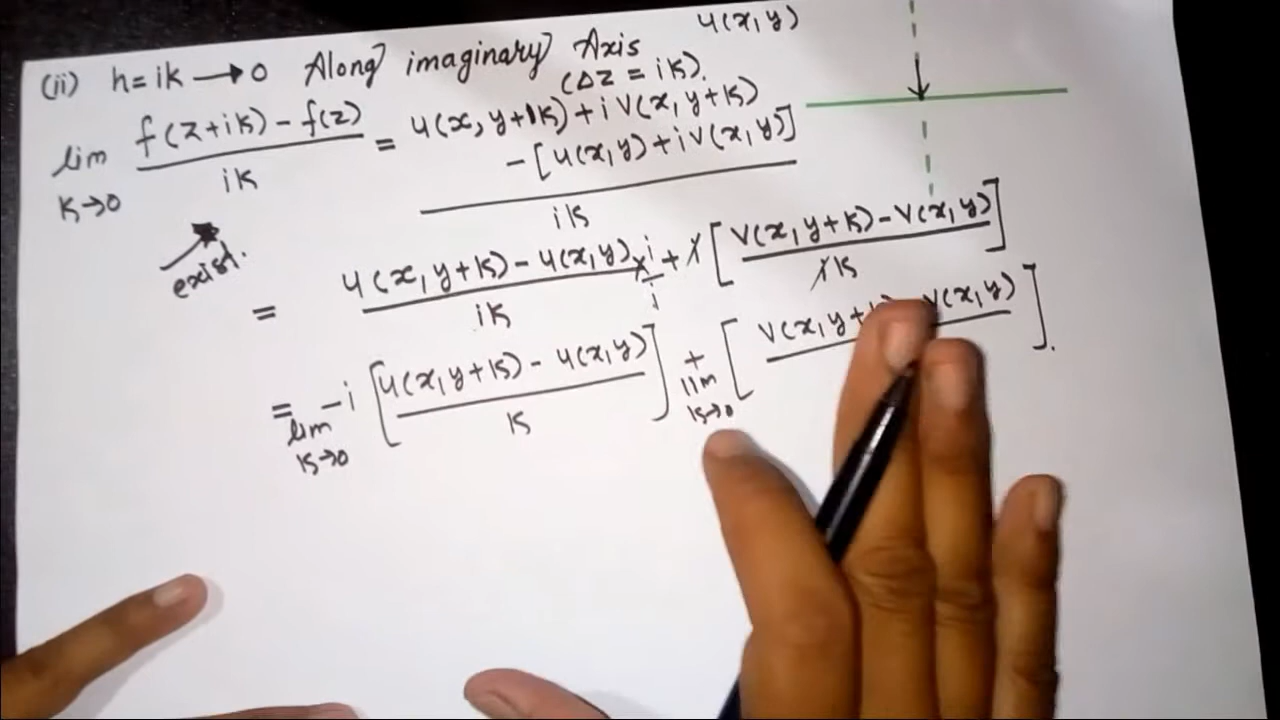 u(x,y)
(ii) h=ik → 0 Along imaginary Axis
(Δz = ik).
lim k→0 f(z+ik) - f(z) / ik = u(x, y+k) + i v(x, y+k)
-[u(x,y) + i v(x,y)]
ik
exist.
= u(x, y+k) - u(x,y) / ik × i/i + i [ v(x, y+k) - v(x,y) / ik ]
= lim k→0 -i [ u(x, y+k) - u(x,y) / k ] + lim k→0 [ v(x, y+ v(x,y) ].